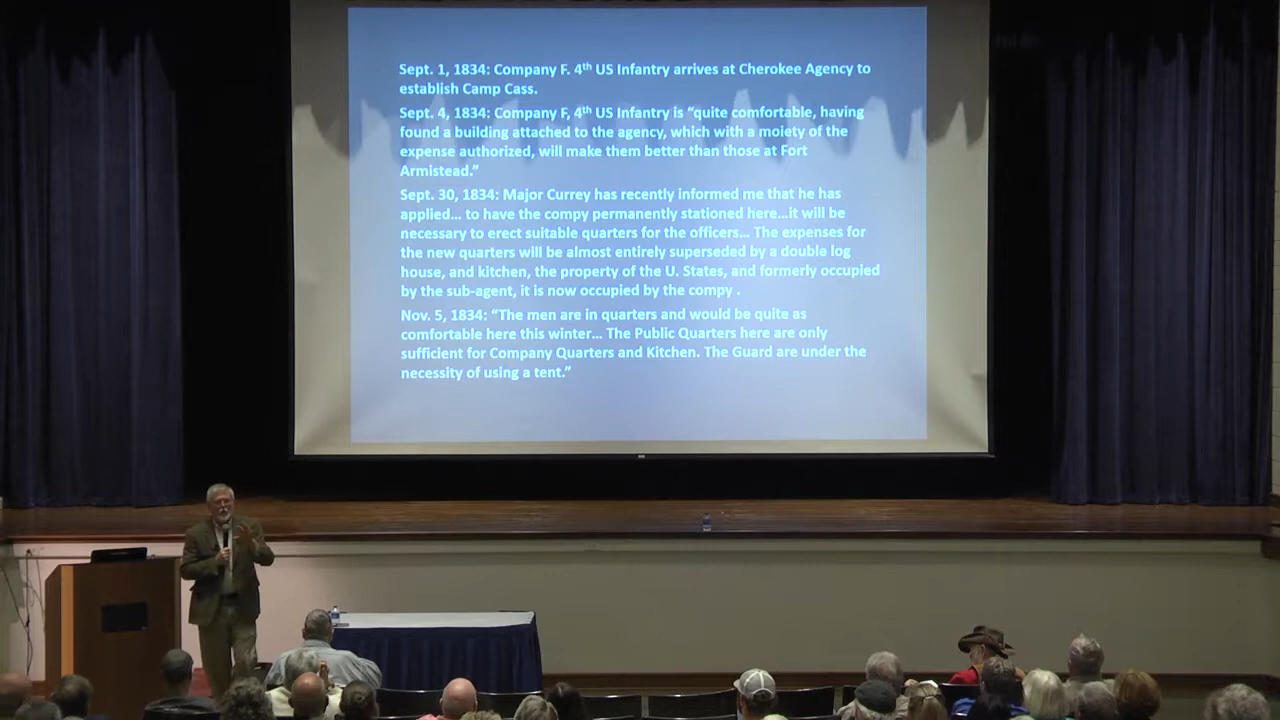 Sept. 1, 1834: Company F. 4th US Infantry arrives at Cherokee Agency to
establish Camp Cass.
Sept. 4, 1834: Company F, 4th US Infantry is “quite comfortable, having
found a building attached to the agency, which with a moiety of the
expense authorized, will make them better than those at Fort
Armistead.”
Sept. 30, 1834: Major Currey has recently informed me that he has
applied… to have the compy permanently stationed here…it will be
necessary to erect suitable quarters for the officers… The expenses for
the new quarters will be almost entirely superseded by a double log
house, and kitchen, the property of the U. States, and formerly occupied
by the sub-agent, it is now occupied by the compy .
Nov. 5, 1834: “The men are in quarters and would be quite as
comfortable here this winter… The Public Quarters here are only
sufficient for Company Quarters and Kitchen. The Guard are under the
necessity of using a tent.”